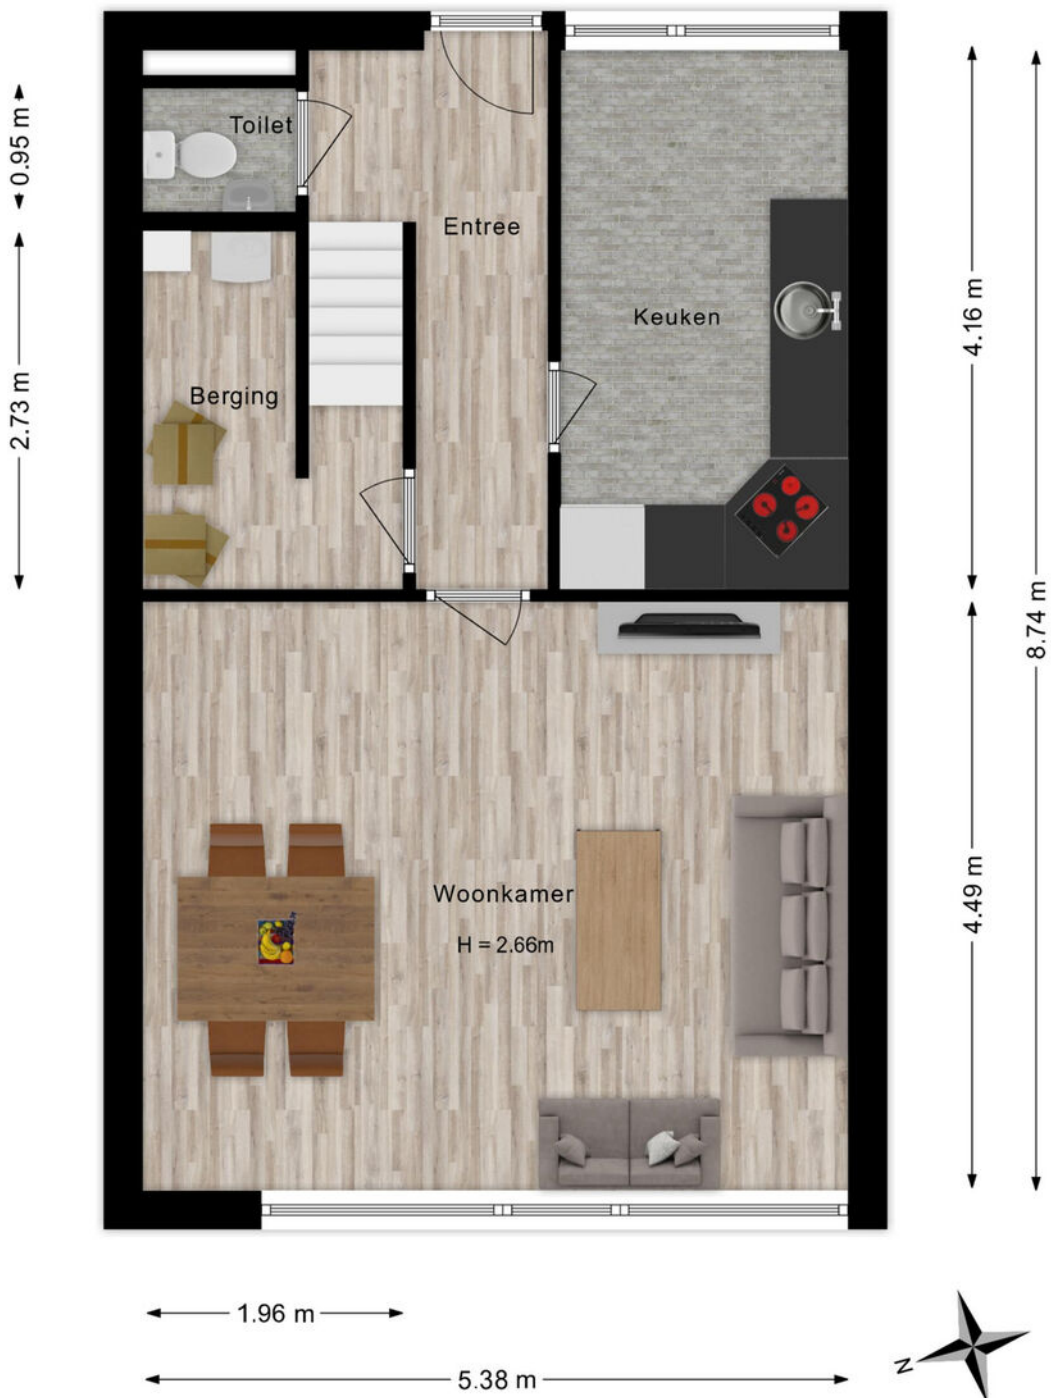 Toilet
0.95 m
Entree
Keuken
4.16 m
2.73 m
Berging
8.74 m
Woonkamer
H = 2.66m
4.49 m
1.96 m
5.38 m
N